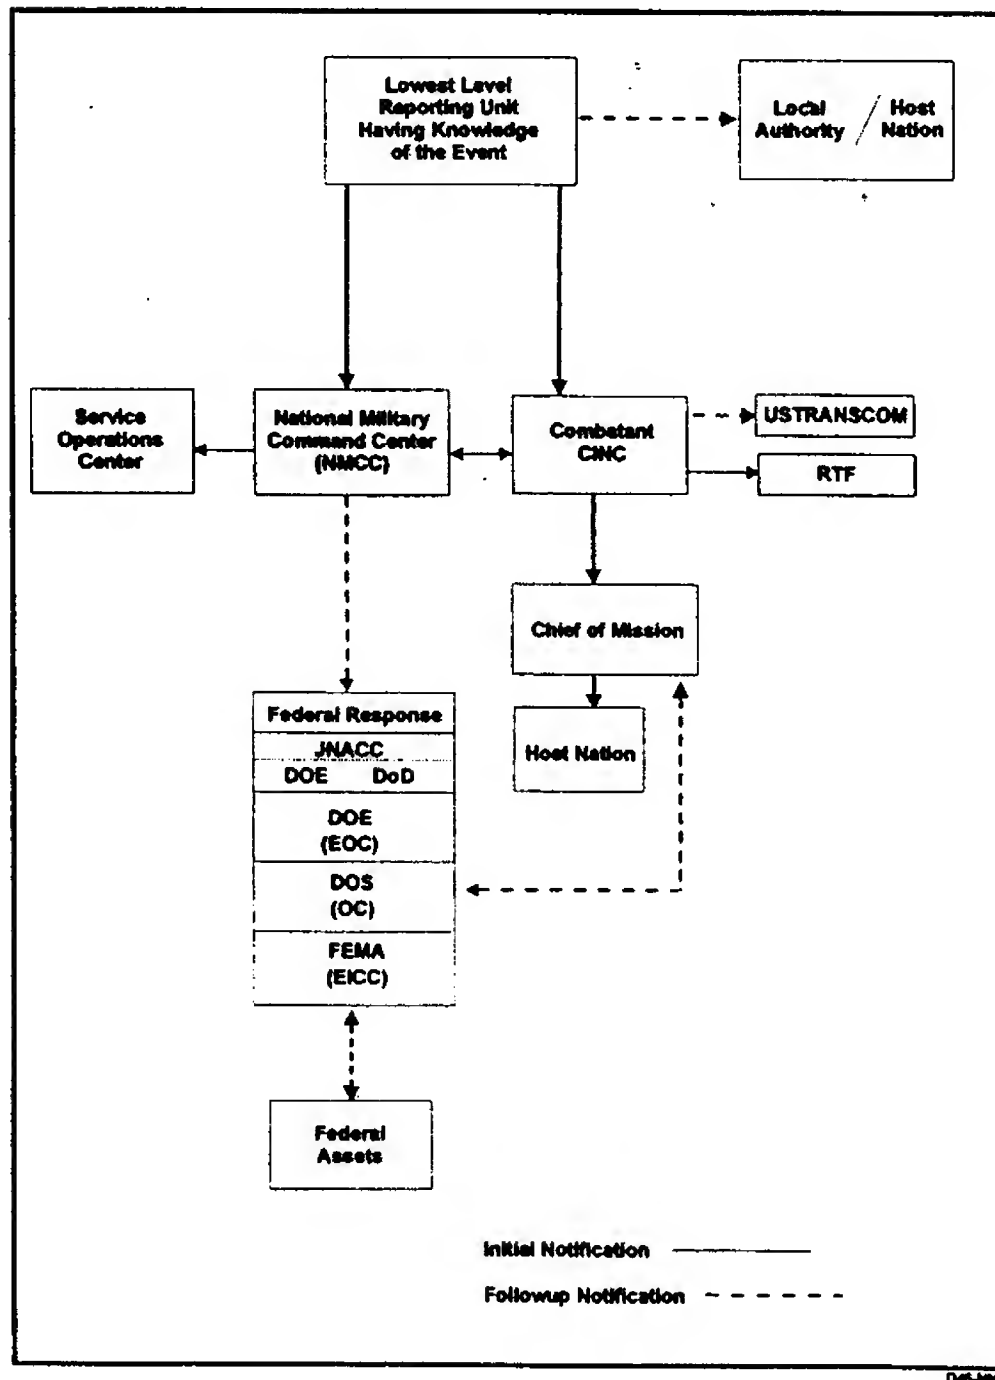 Lowest Level
Reporting Unit
Having Knowledge
of the Event
Local
Authority / Host
Nation
Service
Operations
Center
National Military
Command Center
(NMCC)
Combatant
CINC
USTRANSCOM
RTF
Chief of Mission
Host Nation
Federal Response
JNACC
DOE DoD
DOE
(EOC)
DOS
(OC)
FEMA
(EICC)
Federal
Assets
Initial Notification
Followup Notification